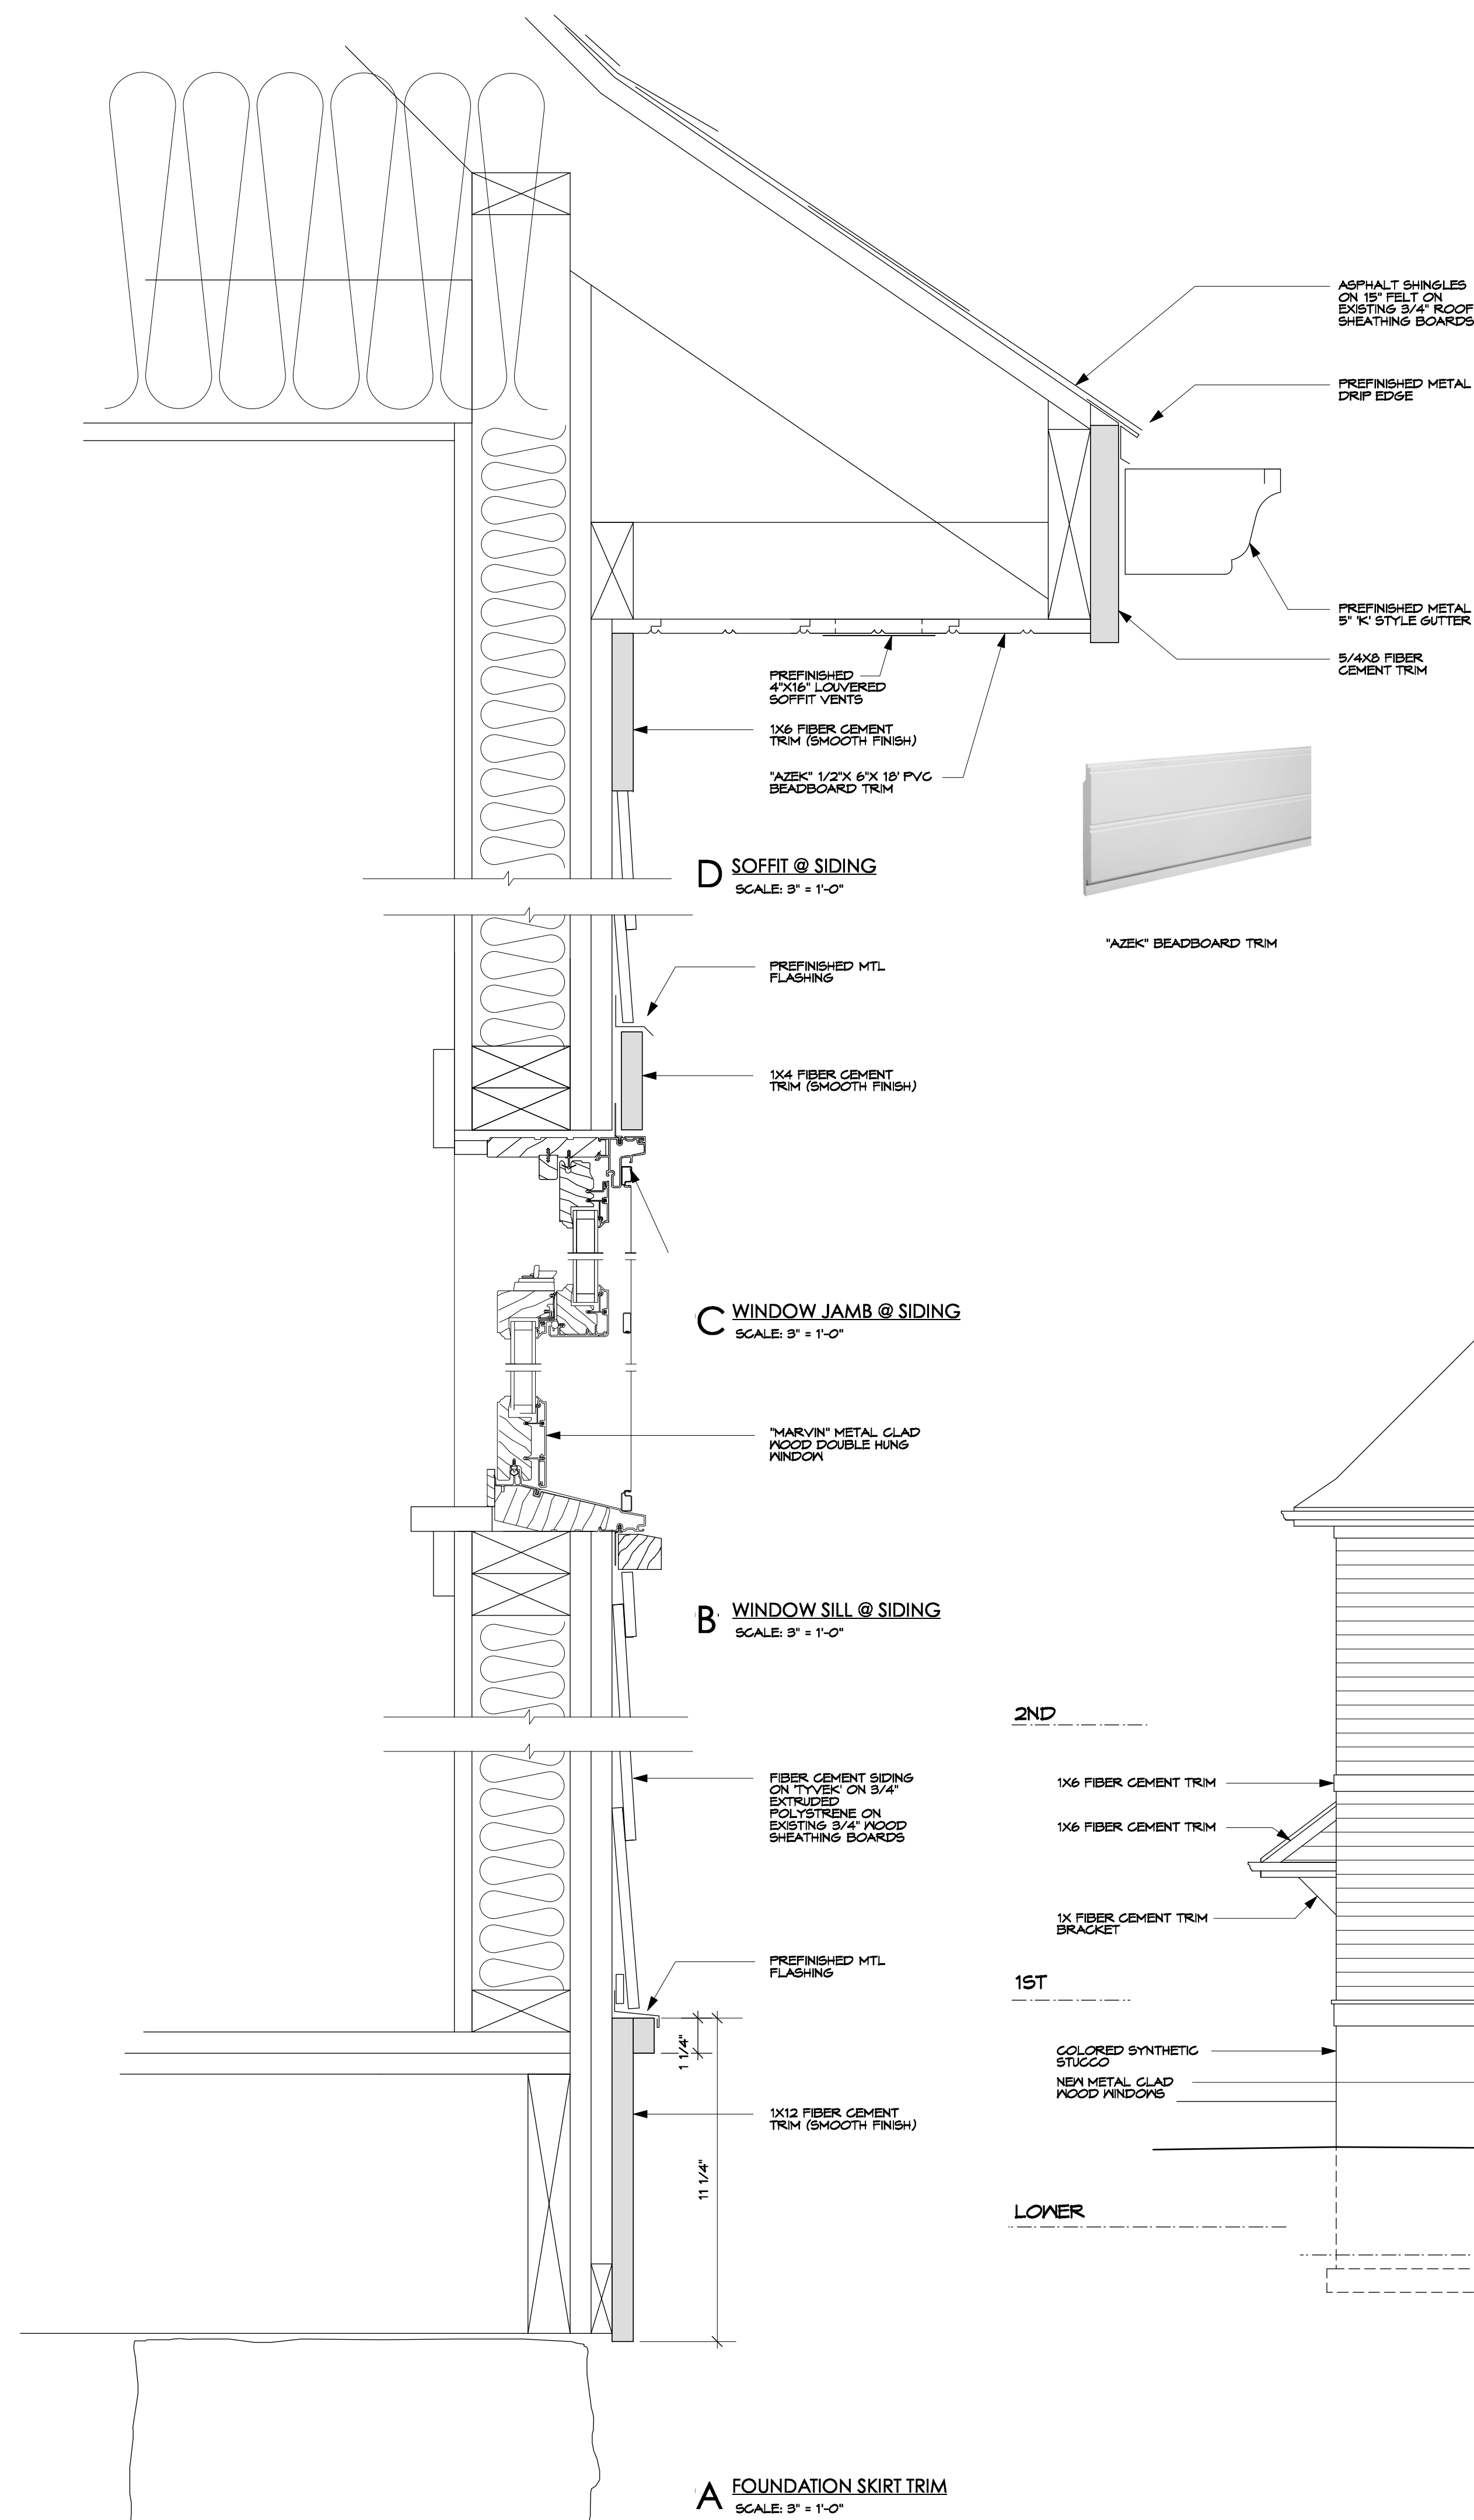 ASPHALT SHINGLES
ON 15" FELT ON
EXISTING 3/4" ROOF
SHEATHING BOARDS
PREFINISHED METAL
DRIP EDGE
PREFINISHED METAL
5" 'K' STYLE GUTTER
5/4X8 FIBER
CEMENT TRIM
PREFINISHED
4"X16" LOUVERED
SOFFIT VENTS
1X6 FIBER CEMENT
TRIM (SMOOTH FINISH)
"AZEK" 1/2"X 6"X 18' PVC
BEADBOARD TRIM
D SOFFIT @ SIDING
SCALE: 3" = 1'-0"
"AZEK" BEADBOARD TRIM
PREFINISHED MTL
FLASHING
1X4 FIBER CEMENT
TRIM (SMOOTH FINISH)
C WINDOW JAMB @ SIDING
SCALE: 3" = 1'-0"
"MARVIN" METAL CLAD
WOOD DOUBLE HUNG
WINDOW
B WINDOW SILL @ SIDING
SCALE: 3" = 1'-0"
2ND
FIBER CEMENT SIDING
ON 'TYVEK' ON 3/4"
EXTRUDED
POLYSTRENE ON
EXISTING 3/4" WOOD
SHEATHING BOARDS
1X6 FIBER CEMENT TRIM
1X6 FIBER CEMENT TRIM
1X FIBER CEMENT TRIM
BRACKET
PREFINISHED MTL
FLASHING
1ST
1 1/4"
COLORED SYNTHETIC
STUCCO
NEW METAL CLAD
WOOD WINDOWS
1X12 FIBER CEMENT
TRIM (SMOOTH FINISH)
11 1/4"
LOWER
A FOUNDATION SKIRT TRIM
SCALE: 3" = 1'-0"